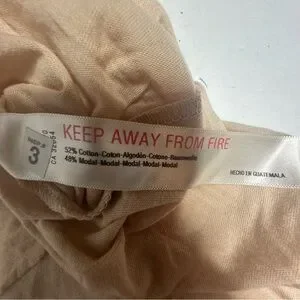 KEEP AWAY FROM FIRE
52% Cotton-Coton-Algodón-Cotone-Baumwolle
48% Modal-Modal-Modal-Modal-Modal
HECHO EN GUATEMALA
3